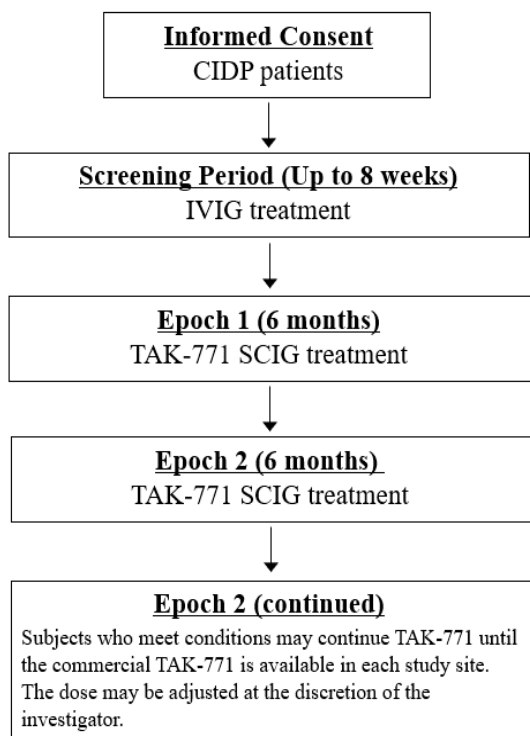 Informed Consent
CIDP patients
Screening Period (Up to 8 weeks)
IVIG treatment
Epoch 1 (6 months)
TAK-771 SCIG treatment
Epoch 2 (6 months)
TAK-771 SCIG treatment
Epoch 2 (continued)
Subjects who meet conditions may continue TAK-771 until
the commercial TAK-771 is available in each study site.
The dose may be adjusted at the discretion of the
investigator.